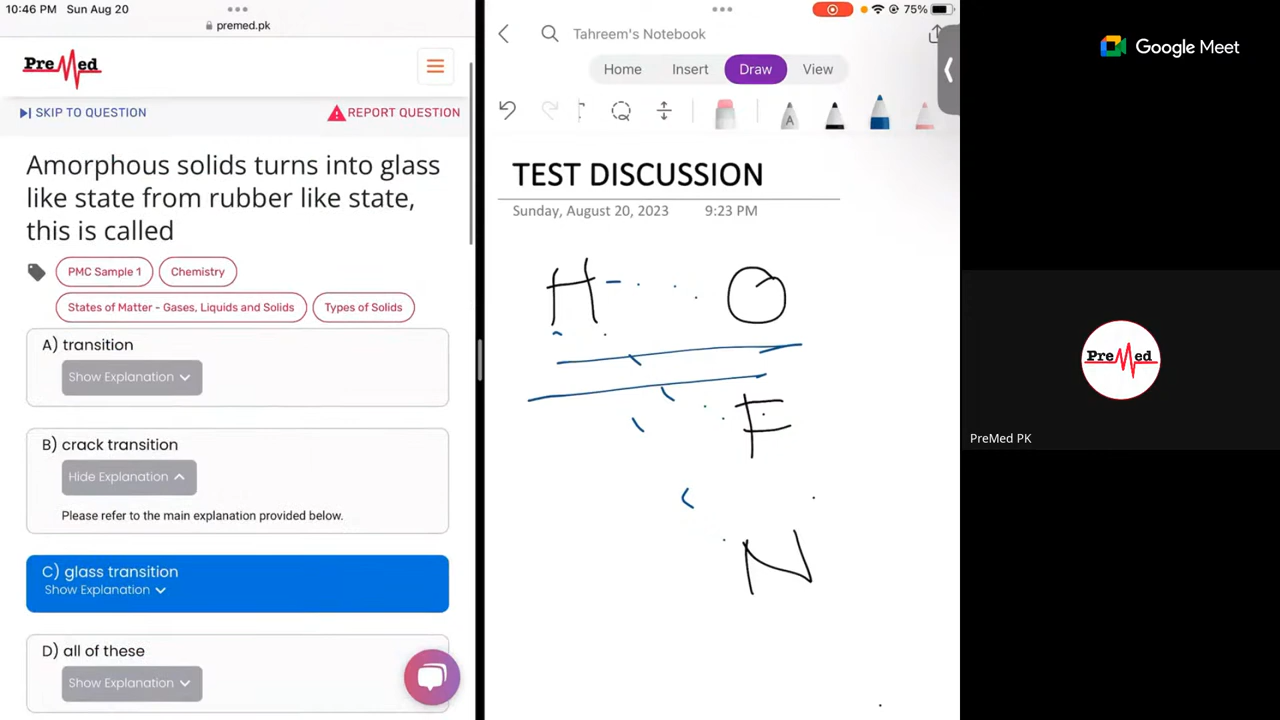 10:46 PM Sun Aug 20
premed.pk
PreMed
SKIP TO QUESTION
REPORT QUESTION
Amorphous solids turns into glass
like state from rubber like state,
this is called
PMC Sample 1
Chemistry
States of Matter - Gases, Liquids and Solids
Types of Solids
A) transition
Show Explanation
B) crack transition
Hide Explanation
Please refer to the main explanation provided below.
C) glass transition
Show Explanation
D) all of these
Show Explanation
75%
Tahreem's Notebook
Home Insert Draw View
A
TEST DISCUSSION
Sunday, August 20, 2023 9:23 PM
H O
F
N
Google Meet
PreMed
PreMed PK